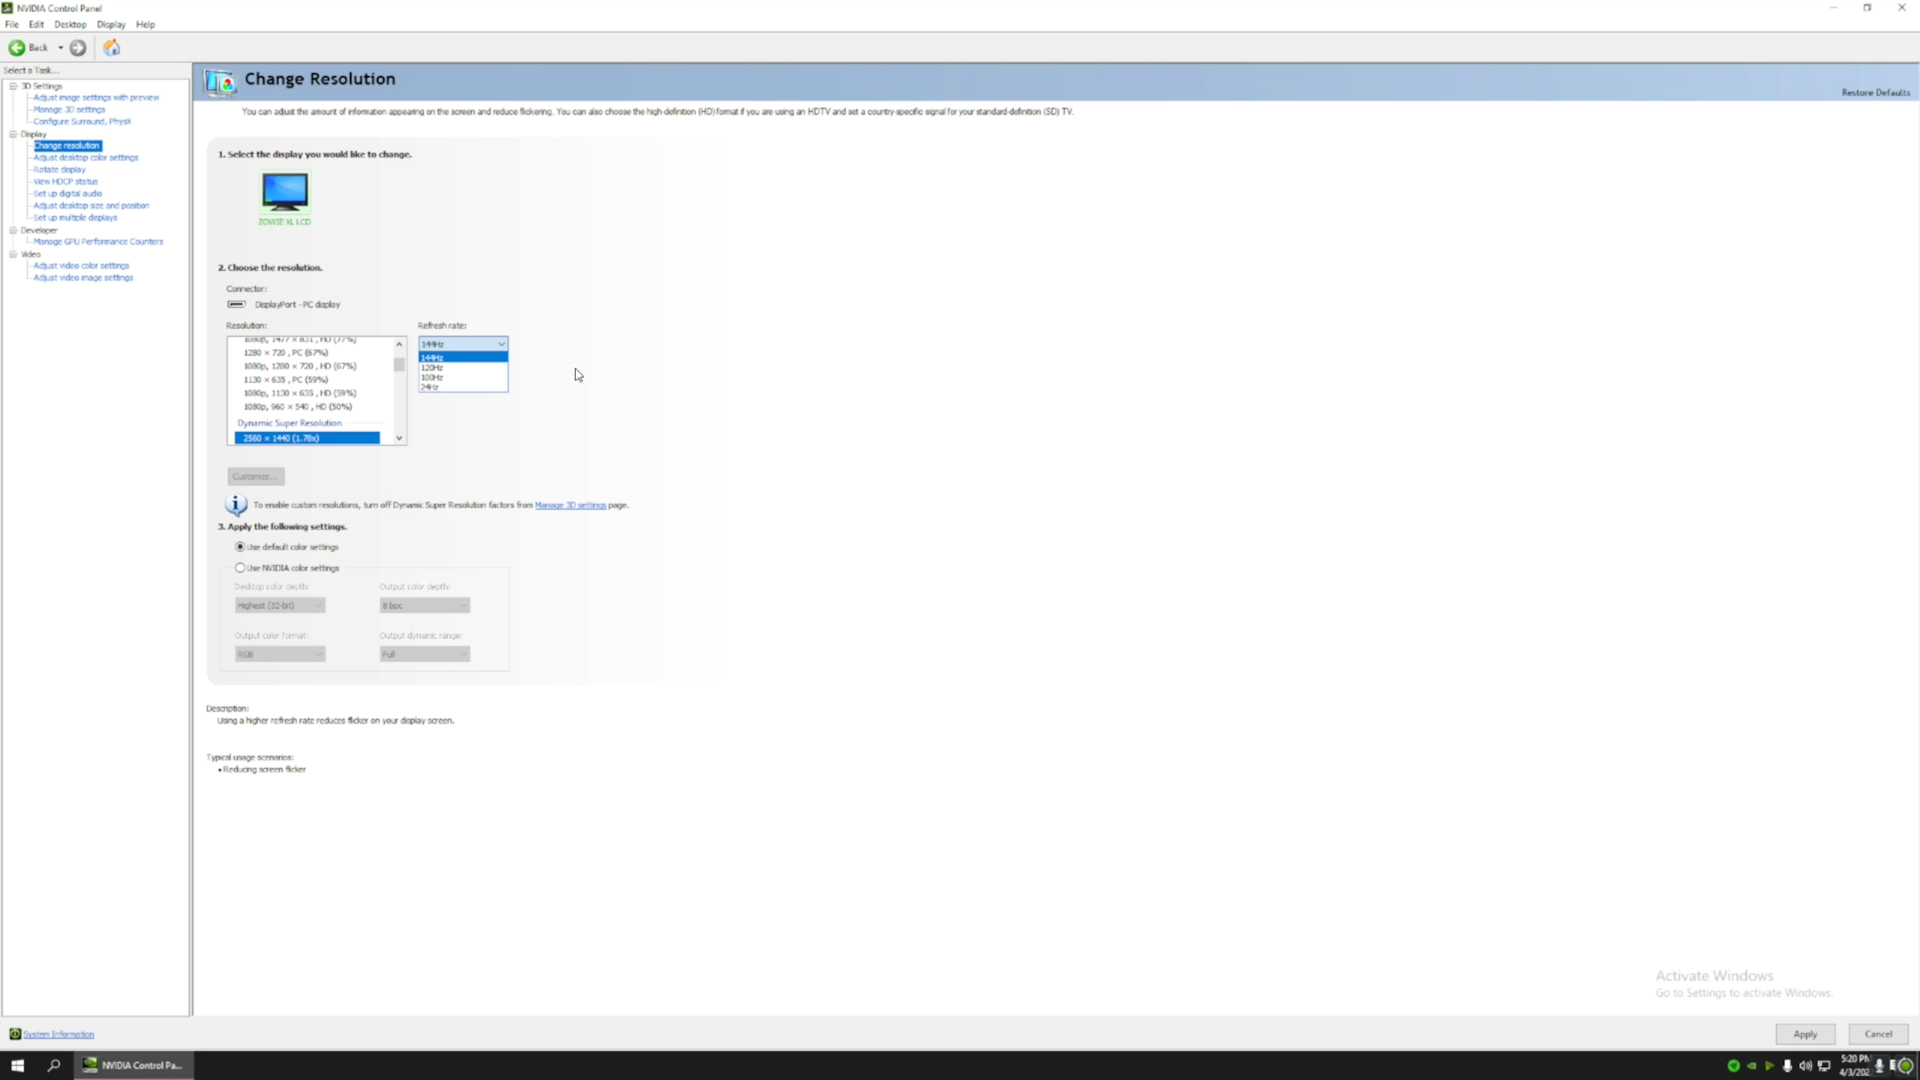 NVIDIA Control Panel
File Edit Desktop Display Help
Back
Select a Task...
3D Settings
Adjust image settings with preview
Manage 3D settings
Configure Surround, PhysX
Display
Change resolution
Adjust desktop color settings
Rotate display
View HDCP status
Set up digital audio
Adjust desktop size and position
Set up multiple displays
Developer
Manage GPU Performance Counters
Video
Adjust video color settings
Adjust video image settings
Change Resolution
Restore Defaults
You can adjust the amount of information appearing on the screen and reduce flickering. You can also choose the high-definition (HD) format if you are using an HDTV and set a country-specific signal for your standard-definition (SD) TV.
1. Select the display you would like to change.
ZOWIE XL LCD
2. Choose the resolution.
Connector:
DisplayPort - PC display
Resolution:
1080p, 1477 × 831 , HD (77%)
1280 × 720 , PC (67%)
1080p, 1280 × 720 , HD (67%)
1130 × 635 , PC (59%)
1080p, 1130 × 635 , HD (59%)
1080p, 960 × 540 , HD (50%)
Dynamic Super Resolution
2560 × 1440 (1.78x)
Refresh rate:
144Hz
144Hz
120Hz
100Hz
24Hz
Customize...
To enable custom resolutions, turn off Dynamic Super Resolution factors from Manage 3D settings page.
3. Apply the following settings.
Use default color settings
Use NVIDIA color settings
Desktop color depth: Output color depth:
Highest (32-bit) 8 bpc
Output color format: Output dynamic range:
RGB Full
Description:
Using a higher refresh rate reduces flicker on your display screen.
Typical usage scenarios:
• Reducing screen flicker
Activate Windows
Go to Settings to activate Windows.
System Information
Apply Cancel
NVIDIA Control Pa...
5:20 PM
4/3/202